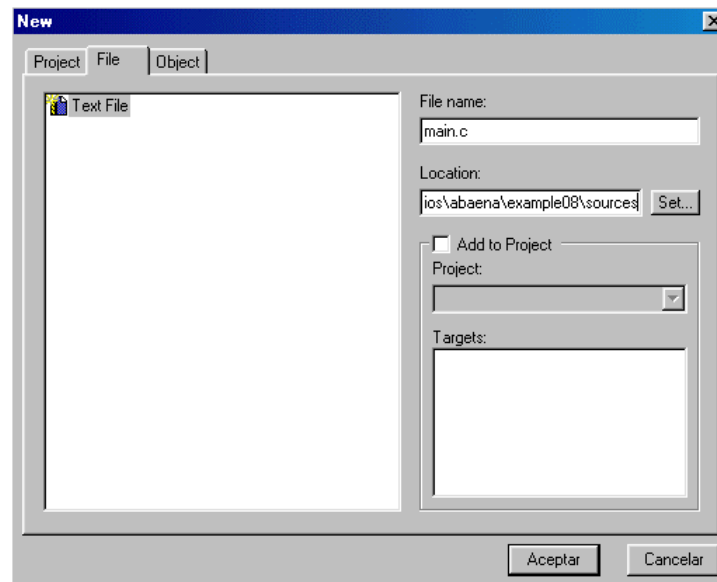 New
Project File Object
Text File
File name:
main.c
Location:
ios\abaena\example08\sources Set...
Add to Project
Project:
Targets:
Aceptar Cancelar